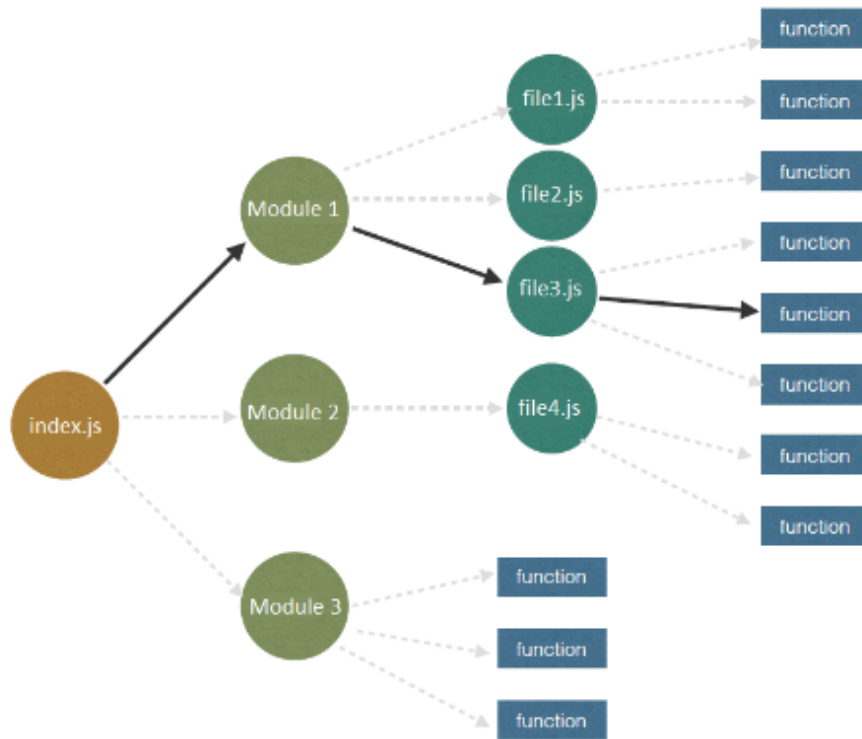 function
file1.js
function
function
file2.js
Module 1
function
file3.js
function
function
Module 2
file4.js
index.js
function
function
function
Module 3
function
function